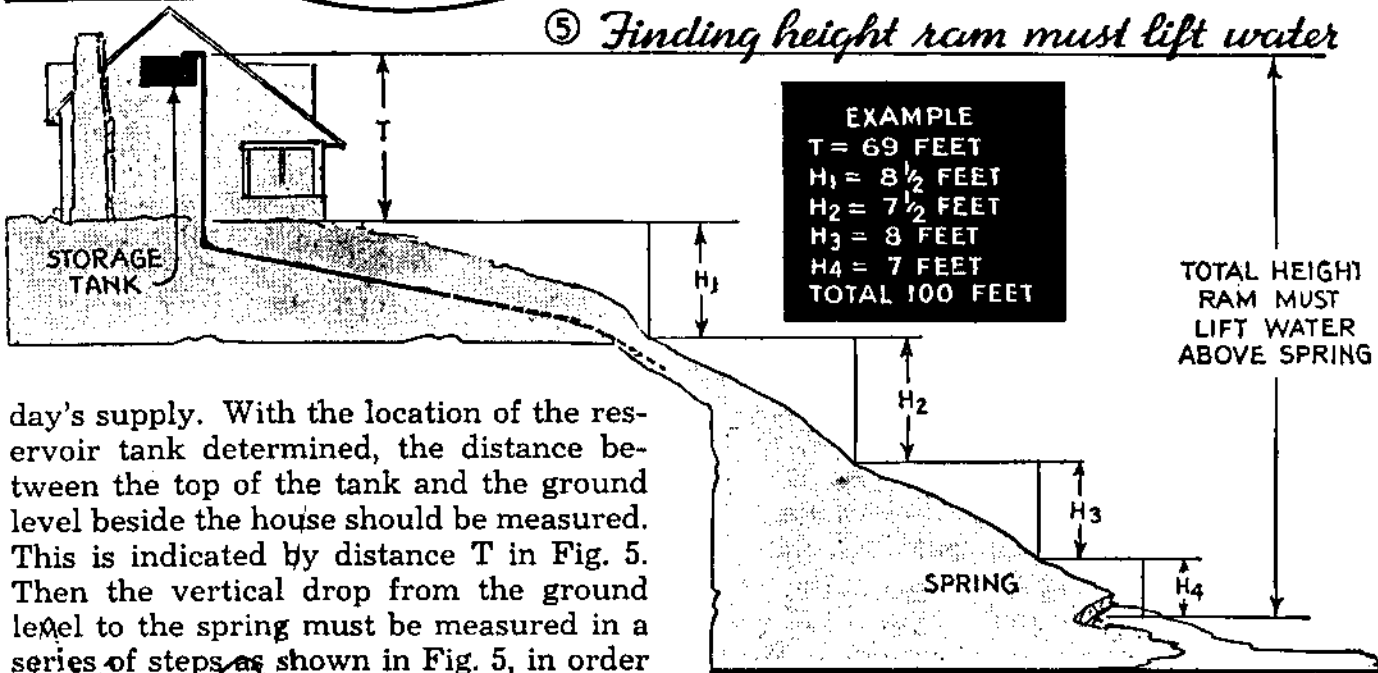 ⑤ Finding height ram must lift water
T
EXAMPLE
T = 69 FEET
H₁ = 8 ½ FEET
H₂ = 7 ½ FEET
H₃ = 8 FEET
H4 = 7 FEET
TOTAL 100 FEET
STORAGE
TANK
H₁
TOTAL HEIGHT
RAM MUST
LIFT WATER
ABOVE SPRING
H₂
H₃
SPRING
H₄
day's supply. With the location of the res-
ervoir tank determined, the distance be-
tween the top of the tank and the ground
level beside the house should be measured.
This is indicated by distance T in Fig. 5.
Then the vertical drop from the ground
level to the spring must be measured in a
series of steps as shown in Fig. 5, in order